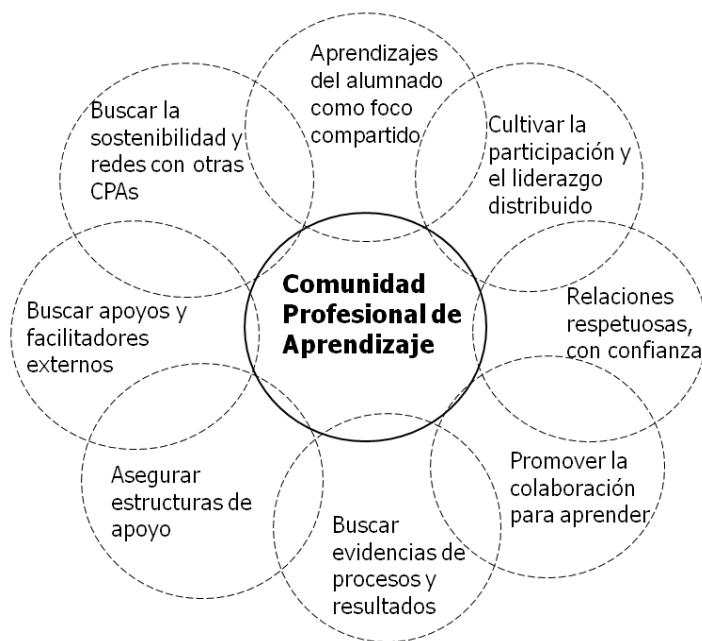 Aprendizajes
del alumnado
como foco
compartido
Cultivar la
participación y
el liderazgo
distribuido
Relaciones
respetuosas,
con confianza
Promover la
colaboración
para aprender
Buscar
evidencias de
procesos y
resultados
Asegurar
estructuras de
apoyo
Buscar apoyos y
facilitadores
externos
Buscar la
sostenibilidad y
redes con otras
CPAs
Comunidad
Profesional de
Aprendizaje